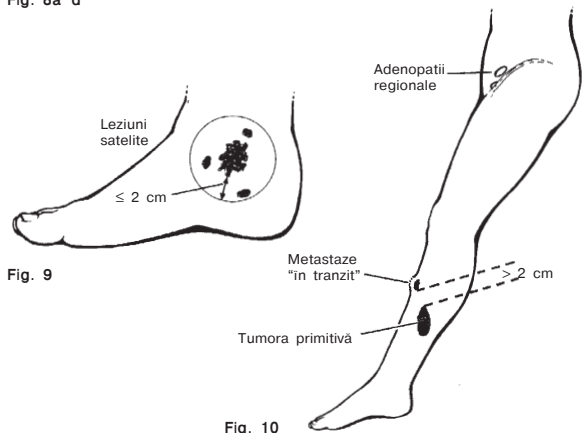 Fig. 8a-d
Leziuni
satelite
≤ 2 cm
Fig. 9
Adenopatii
regionale
Metastaze
“în tranzit”
> 2 cm
Tumora primitivă
Fig. 10